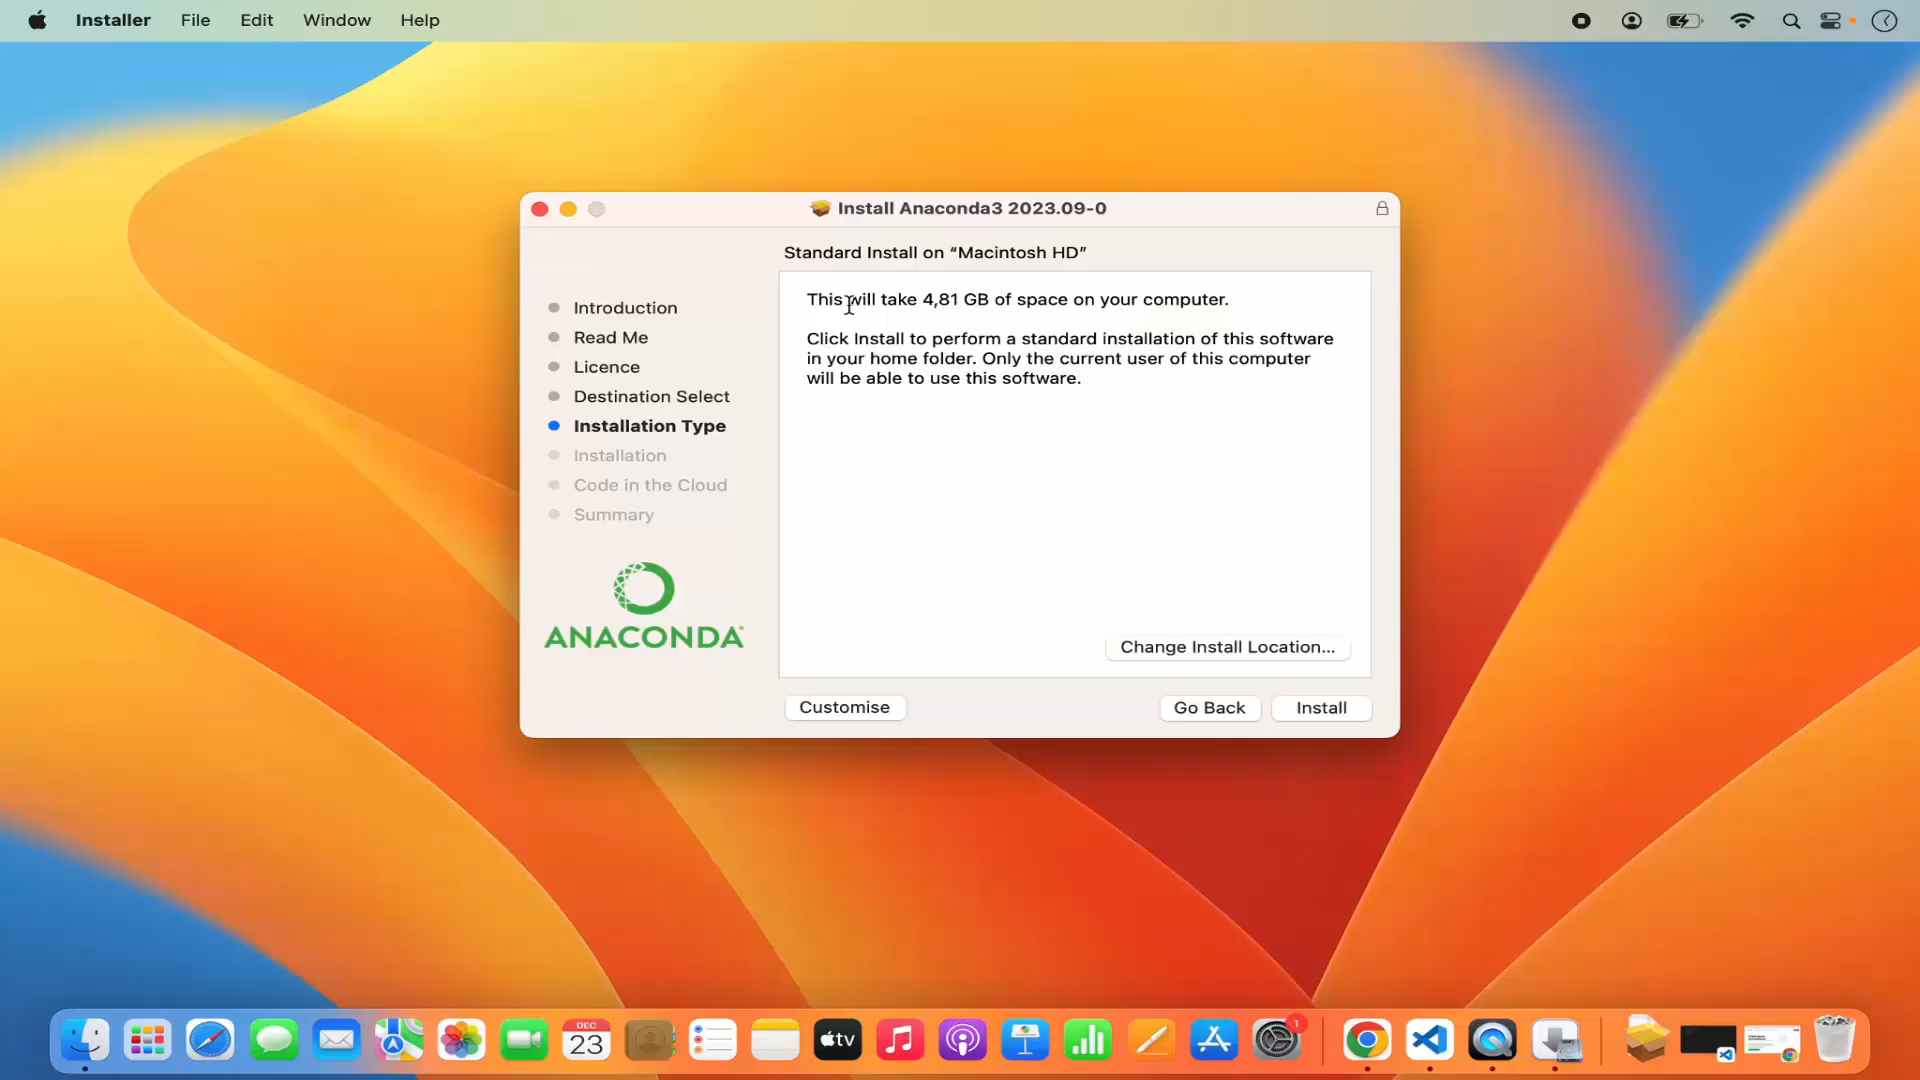 Installer File Edit Window Help
Install Anaconda3 2023.09-0
Standard Install on “Macintosh HD”
Introduction
Read Me
Licence
Destination Select
Installation Type
Installation
Code in the Cloud
Summary
ANACONDA
This will take 4,81 GB of space on your computer.
Click Install to perform a standard installation of this software
in your home folder. Only the current user of this computer
will be able to use this software.
Change Install Location...
Customise
Go Back
Install
DEC
23
tv
1